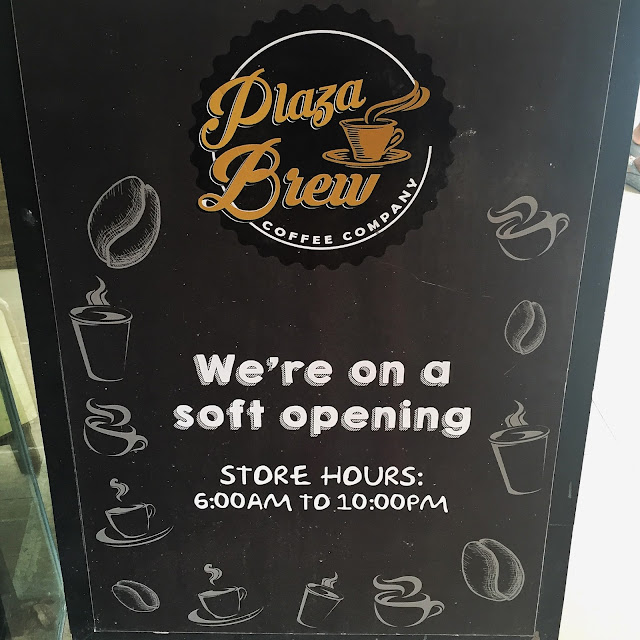 Plaza
Brew
COFFEE COMPANY
We're on a
soft opening
STORE HOURS:
6:00AM TO 10:00PM